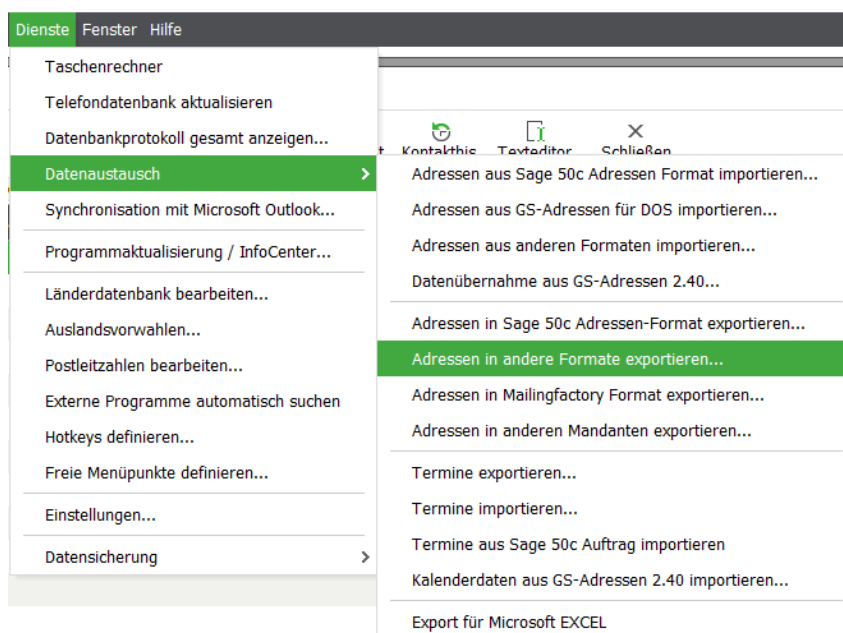 Dienste Fenster Hilfe
Taschenrechner
Telefondatenbank aktualisieren
Datenbankprotokoll gesamt anzeigen...
Kontakthis Texteditor Schließen
Datenaustausch
Synchronisation mit Microsoft Outlook...
Programmaktualisierung / InfoCenter...
Länderdatenbank bearbeiten...
Auslandsvorwahlen...
Postleitzahlen bearbeiten...
Externe Programme automatisch suchen
Hotkeys definieren...
Freie Menüpunkte definieren...
Einstellungen...
Datensicherung
Adressen aus Sage 50c Adressen Format importieren...
Adressen aus GS-Adressen für DOS importieren...
Adressen aus anderen Formaten importieren...
Datenübernahme aus GS-Adressen 2.40...
Adressen in Sage 50c Adressen-Format exportieren...
Adressen in andere Formate exportieren...
Adressen in Mailingfactory Format exportieren...
Adressen in anderen Mandanten exportieren...
Termine exportieren...
Termine importieren...
Termine aus Sage 50c Auftrag importieren
Kalenderdaten aus GS-Adressen 2.40 importieren...
Export für Microsoft EXCEL